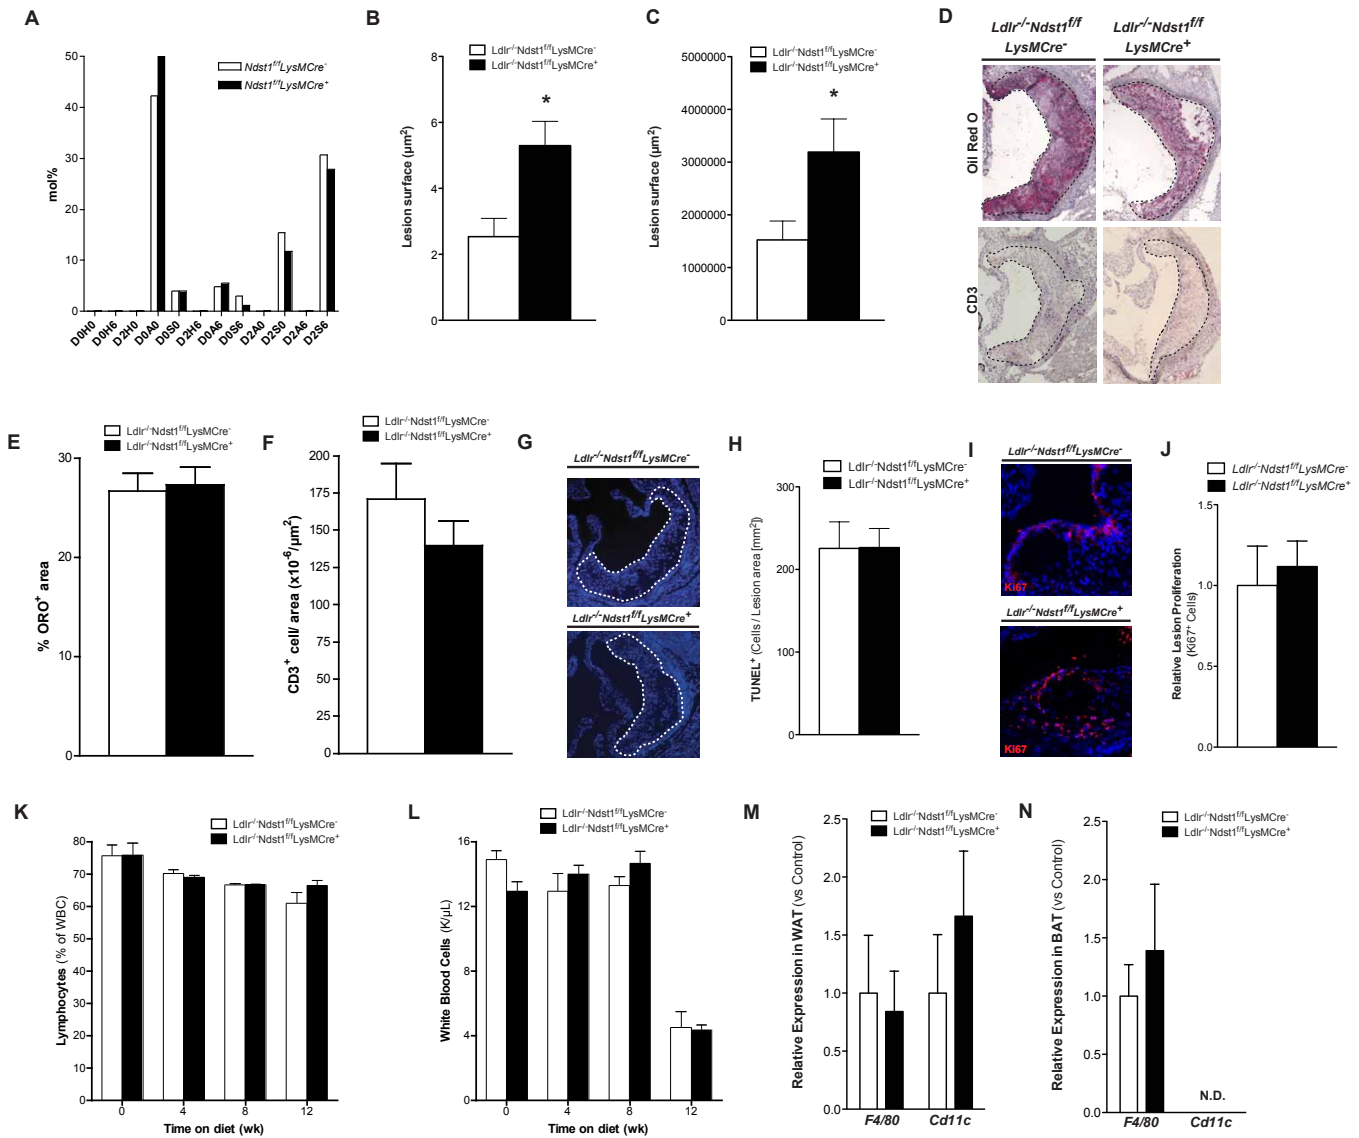 A
50
40
30
20
10
0
mol%
Ndst1f/fLysMCre-
Ndst1f/fLysMCre+
D0H0
D0H6
D2H0
D0A0
D0S0
D2H6
D0A6
D0S6
D2A0
D2S0
D2A6
D2S6
B
Ldlr-/-Ndst1f/fLysMCre-
Ldlr-/-Ndst1f/fLysMCre+
8
6
4
2
0
Lesion surface (µm2)
*
C
Ldlr-/-Ndst1f/fLysMCre-
Ldlr-/-Ndst1f/fLysMCre+
5000000
4000000
3000000
2000000
1000000
0
Lesion surface (µm2)
*
D
Ldlr-/-Ndst1f/f
LysMCre-
Ldlr-/-Ndst1f/f
LysMCre+
Oil Red O
CD3
E
Ldlr-/-Ndst1f/fLysMCre-
Ldlr-/-Ndst1f/fLysMCre+
30
20
10
0
% ORO+ area
F
Ldlr-/-Ndst1f/fLysMCre-
Ldlr-/-Ndst1f/fLysMCre+
200
175
150
125
100
75
50
25
0
CD3+ cell/ area (x10-6/µm2)
G
Ldlr-/-Ndst1f/fLysMCre-
Ldlr-/-Ndst1f/fLysMCre+
H
Ldlr-/-Ndst1f/fLysMCre-
Ldlr-/-Ndst1f/fLysMCre+
300
200
100
0
TUNEL+ (Cells / Lesion area [mm2])
I
Ldlr-/-Ndst1f/fLysMCre-
Ki67
Ldlr-/-Ndst1f/fLysMCre+
Ki67
J
Ldlr-/-Ndst1f/fLysMCre-
Ldlr-/-Ndst1f/fLysMCre+
1.5
1.0
0.5
0.0
Relative Lesion Proliferation
(Ki67+ Cells)
K
Ldlr-/-Ndst1f/fLysMCre-
Ldlr-/-Ndst1f/fLysMCre+
80
70
60
50
40
30
20
10
0
Lymphocytes (% of WBC)
0
4
8
12
Time on diet (wk)
L
Ldlr-/-Ndst1f/fLysMCre-
Ldlr-/-Ndst1f/fLysMCre+
16
12
8
4
0
White Blood Cells (K/µL)
0
4
8
12
Time on diet (wk)
M
Ldlr-/-Ndst1f/fLysMCre-
Ldlr-/-Ndst1f/fLysMCre+
2.5
2.0
1.5
1.0
0.5
0.0
Relative Expression in WAT (vs Control)
F4/80
Cd11c
N
Ldlr-/-Ndst1f/fLysMCre-
Ldlr-/-Ndst1f/fLysMCre+
2.5
2.0
1.5
1.0
0.5
0.0
Relative Expression in BAT (vs Control)
N.D.
F4/80
Cd11c